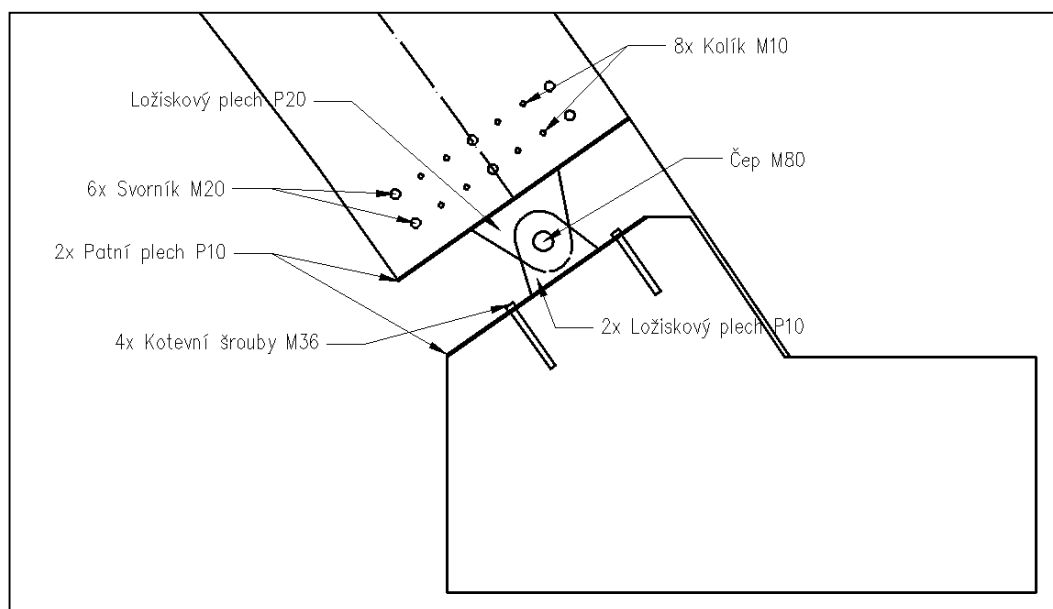 8x Kolík M10
Ložiskový plech P20
Čep M80
6x Svorník M20
2x Patní plech P10
2x Ložiskový plech P10
4x Kotevní šrouby M36